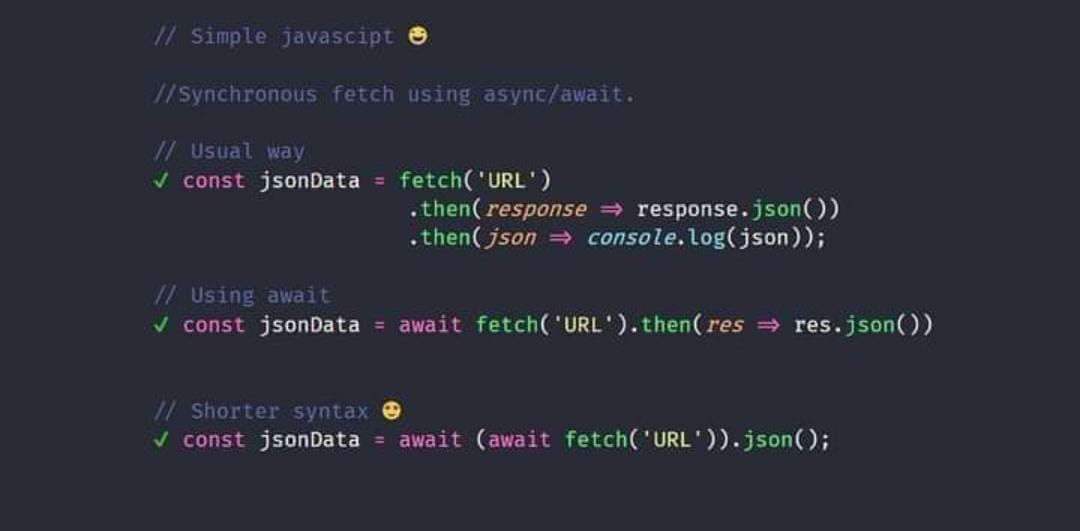 // Simple javascipt 😄
//Synchronous fetch using async/await.
// Usual way
✓ const jsonData = fetch('URL')
.then(response => response.json())
.then(json => console.log(json));
// Using await
✓ const jsonData = await fetch('URL').then(res => res.json())
// Shorter syntax 😍
✓ const jsonData = await (await fetch('URL')).json();